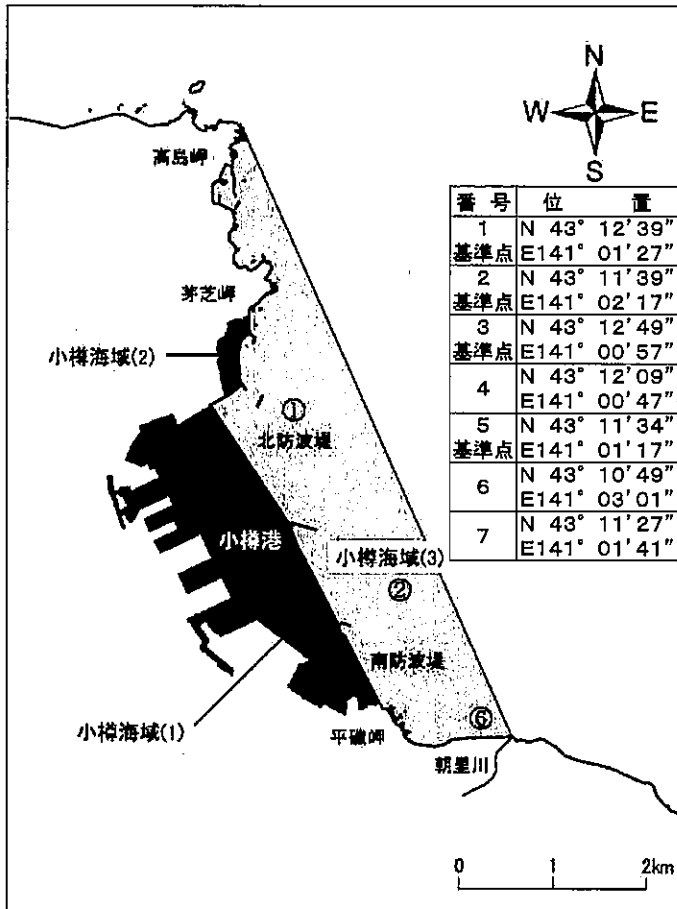 N
W E
S
高島岬
茅芝岬
小樽海域(2)
①
北防波堤
小樽港
小樽海域(3)
②
南防波堤
小樽海域(1)
平磯岬
⑥
朝里川
0 1 2km
番号 位 置
1 N 43° 12'39"
基準点 E141° 01'27"
2 N 43° 11'39"
基準点 E141° 02'17"
3 N 43° 12'49"
基準点 E141° 00'57"
4 N 43° 12'09"
E141° 00'47"
5 N 43° 11'34"
基準点 E141° 01'17"
6 N 43° 10'49"
E141° 03'01"
7 N 43° 11'27"
E141° 01'41"